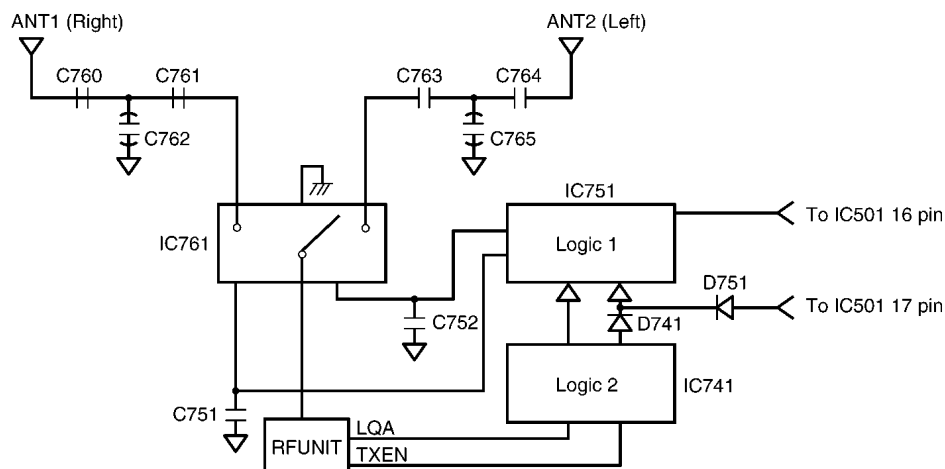 ANT1 (Right)
ANT2 (Left)
C760
C761
C763
C764
C762
C765
IC751
IC761
Logic 1
To IC501 16 pin
D751
C752
D741
To IC501 17 pin
Logic 2
IC741
C751
LQA
RFUNIT
TXEN